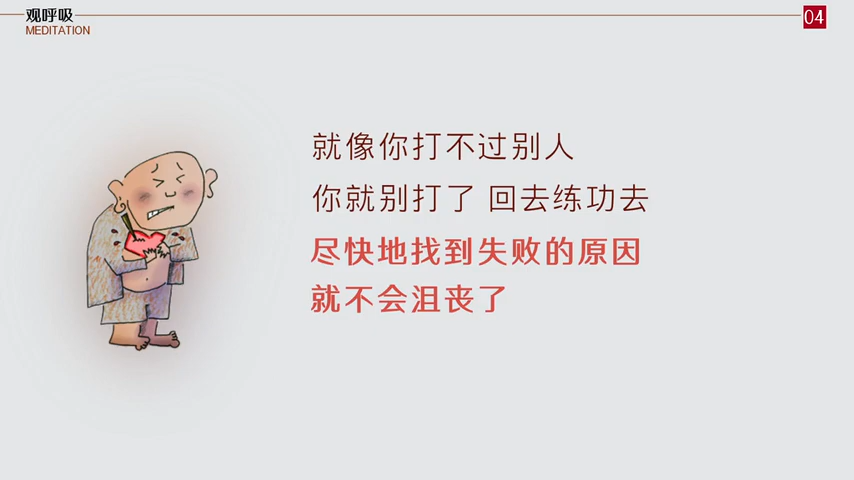 观呼吸
MEDITATION
04
就像你打不过别人
你就别打了 回去练功去
尽快地找到失败的原因
就不会沮丧了